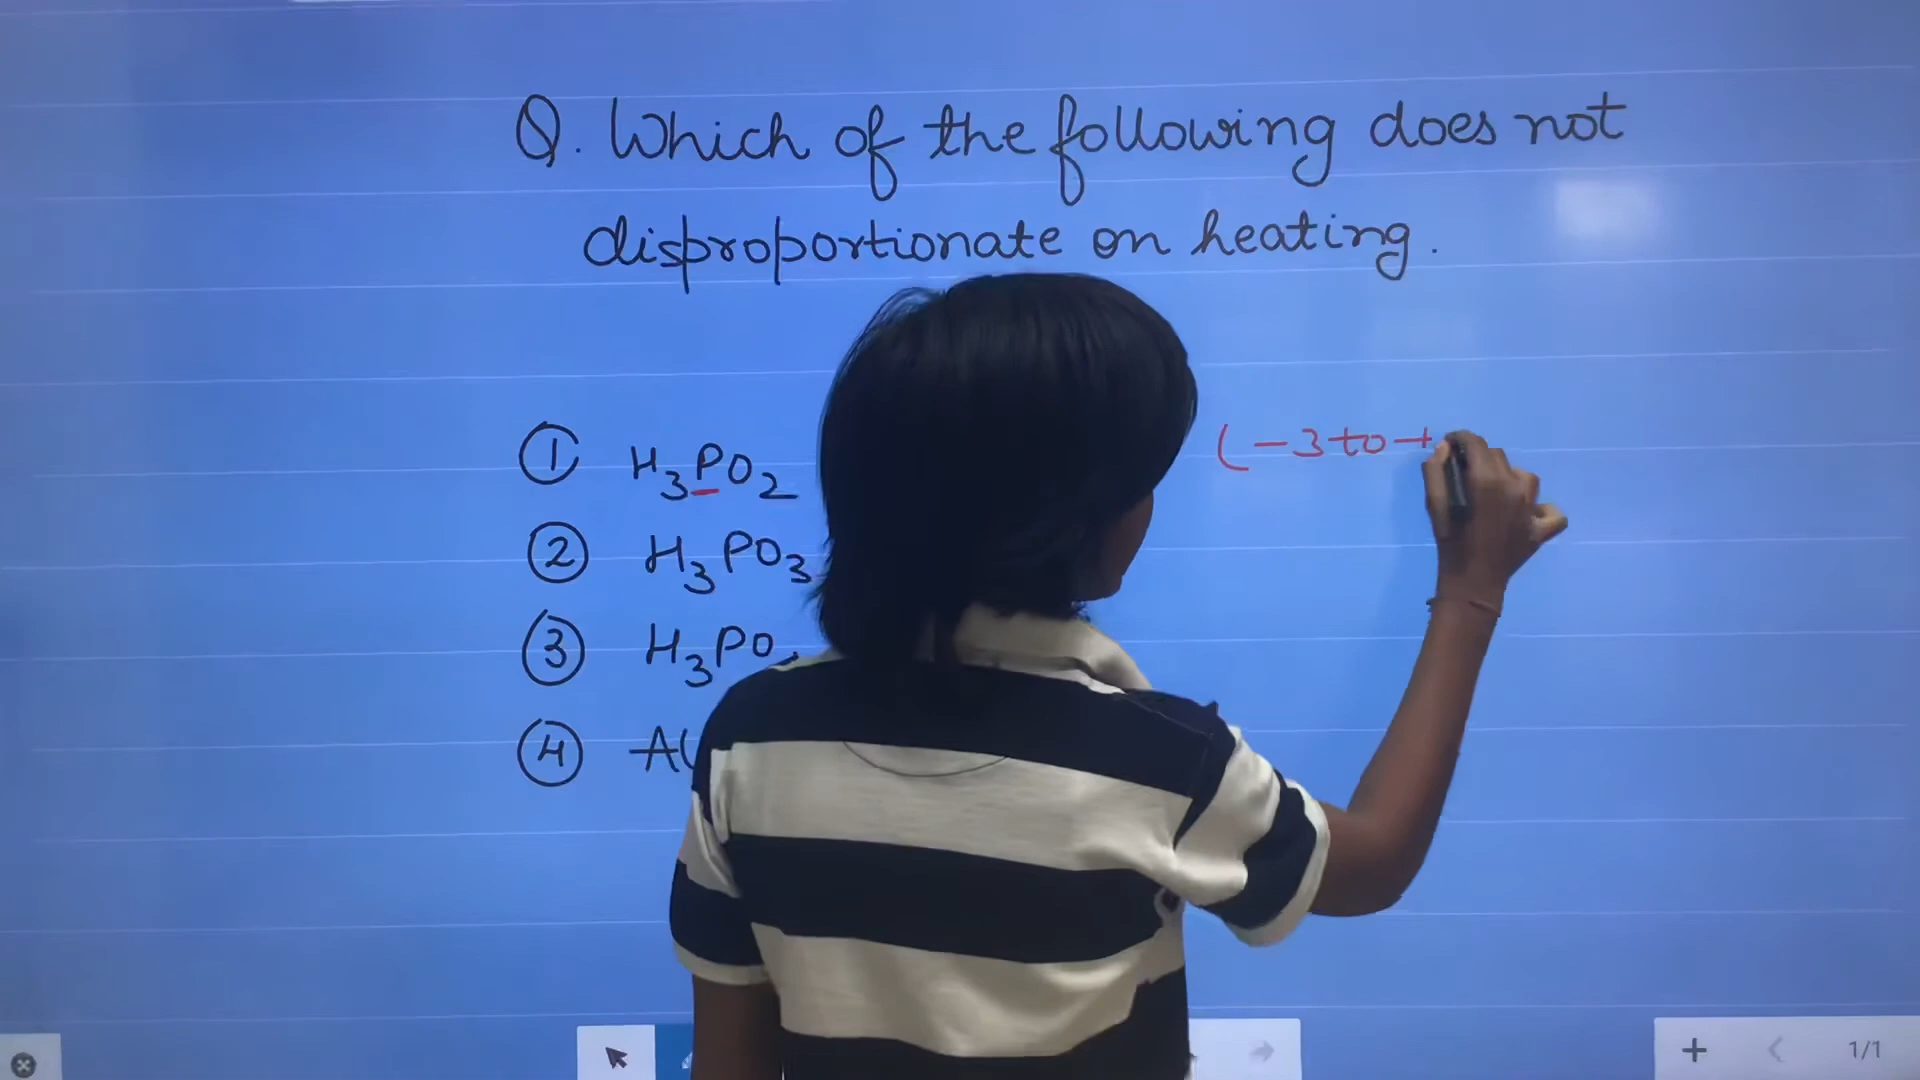 Q. Which of the following does not
disproportionate on heating.
① H3PO2 (-3 to +
② H3PO3
③ H3PO
④
1/1